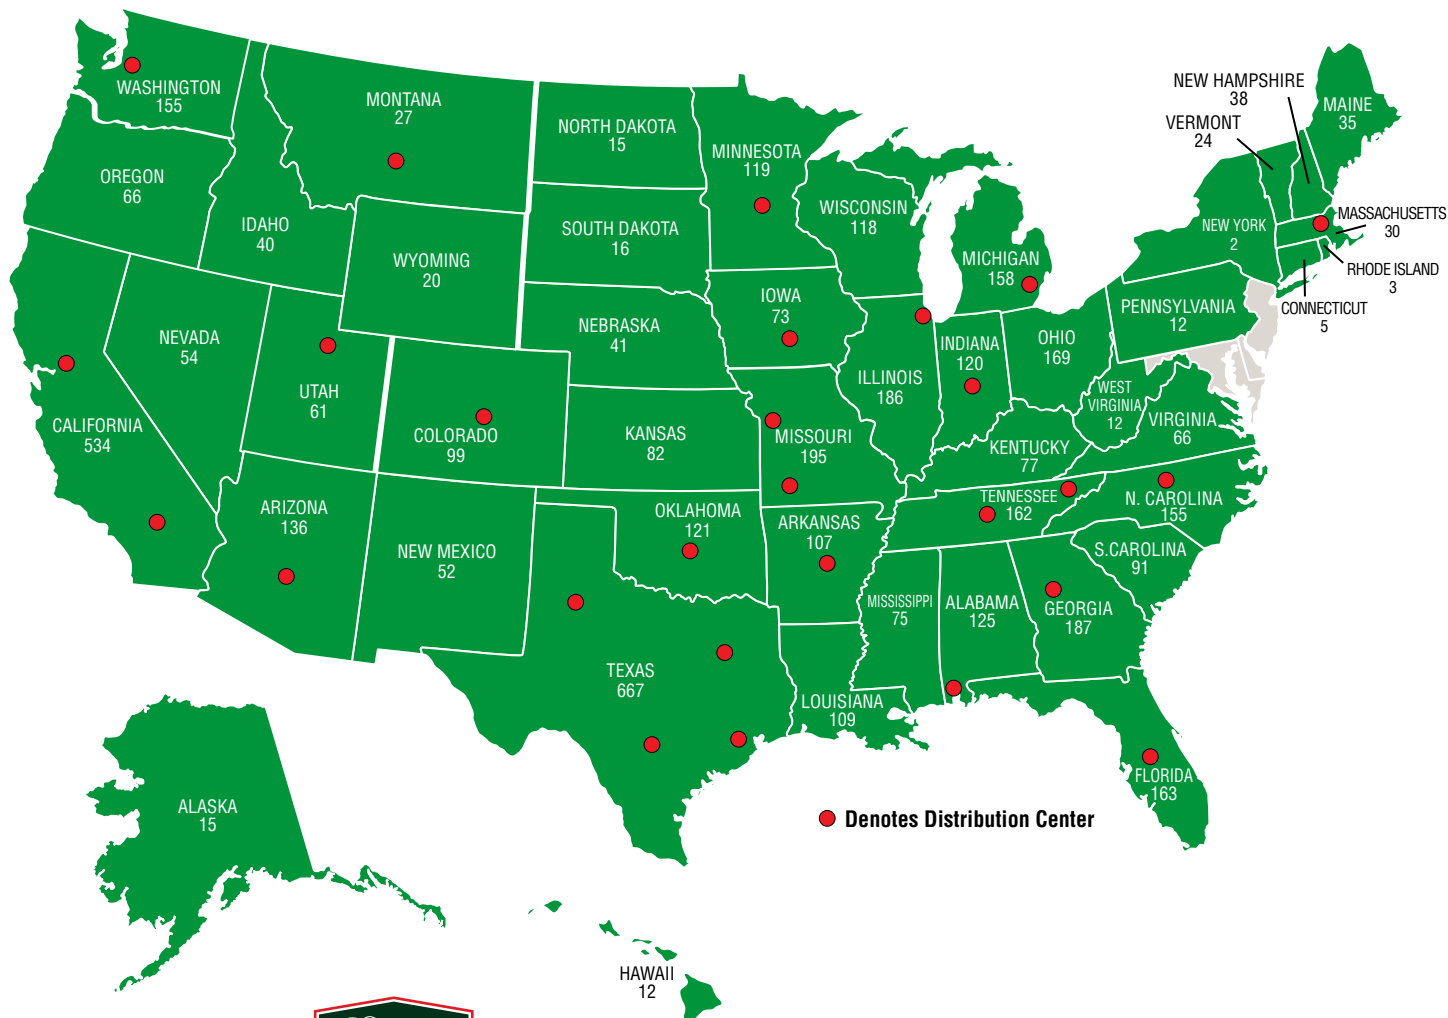 WASHINGTON
155
MONTANA
27
NORTH DAKOTA
15
MINNESOTA
119
NEW HAMPSHIRE
38
VERMONT
24
MAINE
35
OREGON
66
IDAHO
40
WYOMING
20
SOUTH DAKOTA
16
WISCONSIN
118
MICHIGAN
158
NEW YORK
2
MASSACHUSETTS
30
RHODE ISLAND
3
CONNECTICUT
5
NEVADA
54
UTAH
61
NEBRASKA
41
IOWA
73
ILLINOIS
186
INDIANA
120
OHIO
169
PENNSYLVANIA
12
WEST
VIRGINIA
12
VIRGINIA
66
CALIFORNIA
534
COLORADO
99
KANSAS
82
MISSOURI
195
KENTUCKY
77
ARIZONA
136
NEW MEXICO
52
OKLAHOMA
121
ARKANSAS
107
TENNESSEE
162
N. CAROLINA
155
S.CAROLINA
91
MISSISSIPPI
75
ALABAMA
125
GEORGIA
187
TEXAS
667
LOUISIANA
109
FLORIDA
163
ALASKA
15
Denotes Distribution Center
HAWAII
12